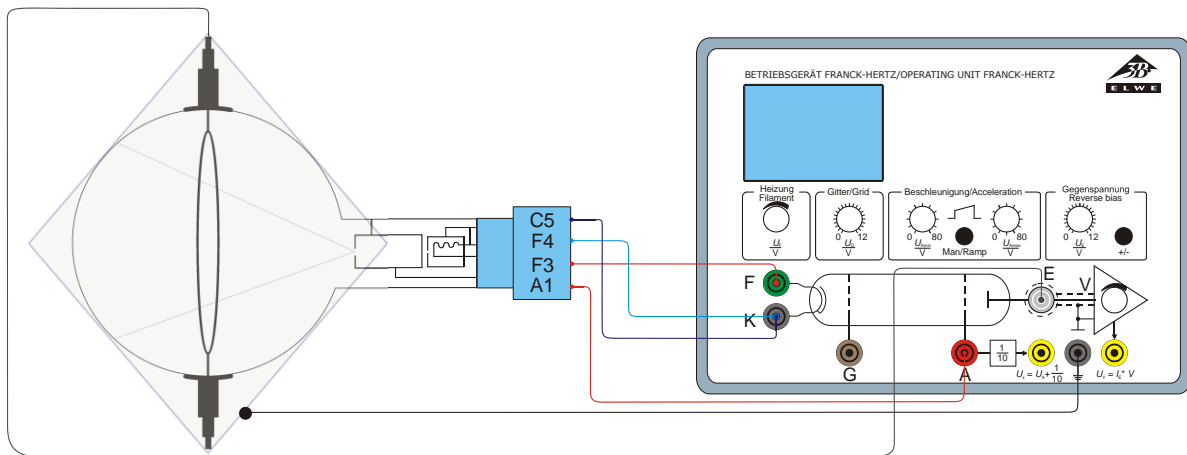 BETRIEBSGERÄT FRANCK-HERTZ/OPERATING UNIT FRANCK-HERTZ
3B
ELWE
Heizung
Filament
Gitter/Grid
Beschleunigung/Acceleration
Gegenspannung
Reverse bias
0 12
0 80
0 80
0 12
V
V
V
Man/Ramp
V
V
+/-
C5
F4
F3
A1
F
K
G
A
E
V
1
10